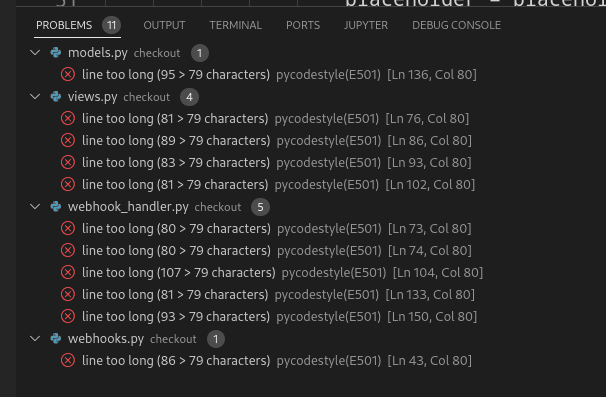 placeholder = placehol
PROBLEMS 11 OUTPUT TERMINAL PORTS JUPYTER DEBUG CONSOLE
models.py checkout 1
line too long (95 > 79 characters) pycodestyle(E501) [Ln 136, Col 80]
views.py checkout 4
line too long (81 > 79 characters) pycodestyle(E501) [Ln 76, Col 80]
line too long (89 > 79 characters) pycodestyle(E501) [Ln 86, Col 80]
line too long (83 > 79 characters) pycodestyle(E501) [Ln 93, Col 80]
line too long (81 > 79 characters) pycodestyle(E501) [Ln 102, Col 80]
webhook_handler.py checkout 5
line too long (80 > 79 characters) pycodestyle(E501) [Ln 73, Col 80]
line too long (80 > 79 characters) pycodestyle(E501) [Ln 74, Col 80]
line too long (107 > 79 characters) pycodestyle(E501) [Ln 104, Col 80]
line too long (81 > 79 characters) pycodestyle(E501) [Ln 133, Col 80]
line too long (93 > 79 characters) pycodestyle(E501) [Ln 150, Col 80]
webhooks.py checkout 1
line too long (86 > 79 characters) pycodestyle(E501) [Ln 43, Col 80]